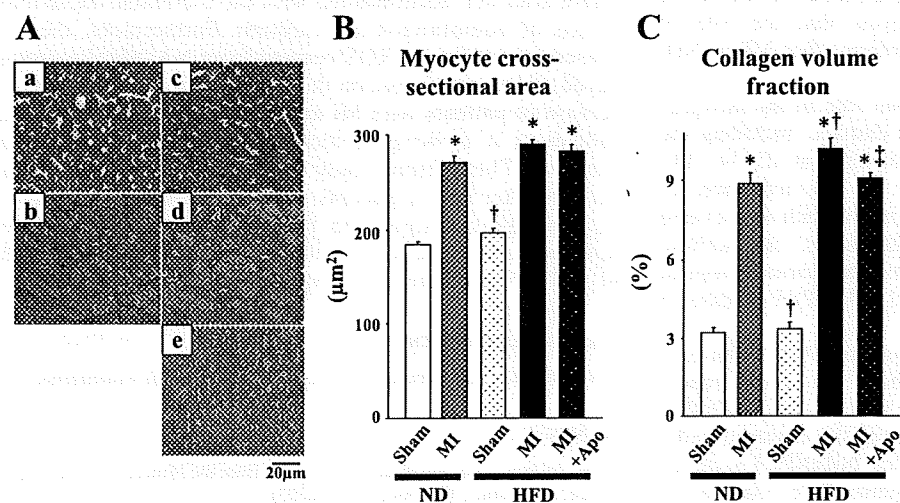 A
a
c
b
d
e
20μm
B
Myocyte cross-
sectional area
(μm²)
300
200
100
0
*
†
*
*
Sham
MI
Sham
MI
MI
+Apo
ND
HFD
C
Collagen volume
fraction
(%)
9
6
3
0
*
†
*†
*‡
Sham
MI
Sham
MI
MI
+Apo
ND
HFD